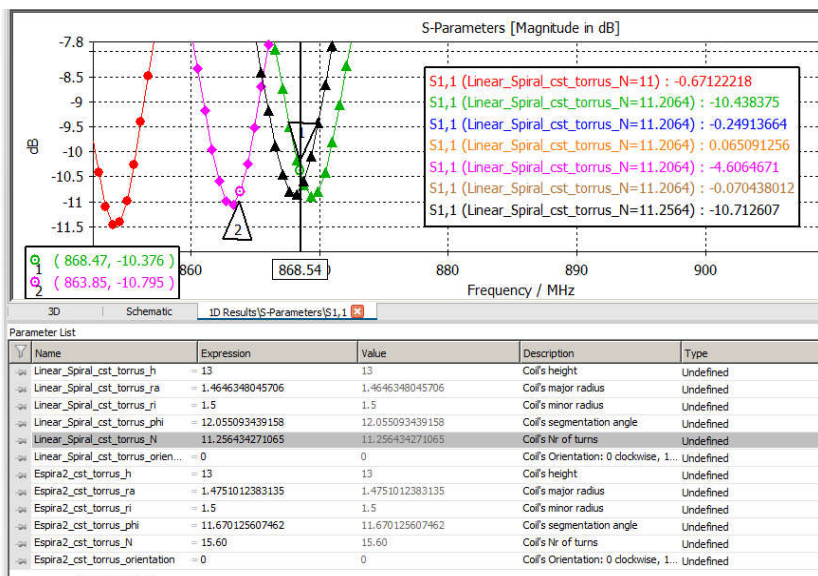 S-Parameters [Magnitude in dB]
-7.8
-8.5
-9
-9.5
-10
-10.5
-11
-11.5
dB
S1,1 (Linear_Spiral_cst_torrus_N=11) : -0.67122218
S1,1 (Linear_Spiral_cst_torrus_N=11.2064) : -10.438375
S1,1 (Linear_Spiral_cst_torrus_N=11.2064) : -0.24913664
S1,1 (Linear_Spiral_cst_torrus_N=11.2064) : 0.065091256
S1,1 (Linear_Spiral_cst_torrus_N=11.2064) : -4.6064671
S1,1 (Linear_Spiral_cst_torrus_N=11.2064) : -0.070438012
S1,1 (Linear_Spiral_cst_torrus_N=11.2564) : -10.712607
1
2
1 ( 868.47, -10.376 )
2 ( 863.85, -10.795 )
860 868.54 880 890 900
Frequency / MHz
3D Schematic 1D Results\S-Parameters\S1,1
Parameter List
Name Expression Value Description Type
Linear_Spiral_cst_torrus_h = 13 13 Coil's height Undefined
Linear_Spiral_cst_torrus_ra = 1.4646348045706 1.4646348045706 Coil's major radius Undefined
Linear_Spiral_cst_torrus_ri = 1.5 1.5 Coil's minor radius Undefined
Linear_Spiral_cst_torrus_phi = 12.055093439158 12.055093439158 Coil's segmentation angle Undefined
Linear_Spiral_cst_torrus_N = 11.256434271065 11.256434271065 Coil's Nr of turns Undefined
Linear_Spiral_cst_torrus_orien... = 0 0 Coil's Orientation: 0 clockwise, 1... Undefined
Espira2_cst_torrus_h = 13 13 Coil's height Undefined
Espira2_cst_torrus_ra = 1.4751012383135 1.4751012383135 Coil's major radius Undefined
Espira2_cst_torrus_ri = 1.5 1.5 Coil's minor radius Undefined
Espira2_cst_torrus_phi = 11.670125607462 11.670125607462 Coil's segmentation angle Undefined
Espira2_cst_torrus_N = 15.60 15.60 Coil's Nr of turns Undefined
Espira2_cst_torrus_orientation = 0 0 Coil's Orientation: 0 clockwise, 1... Undefined